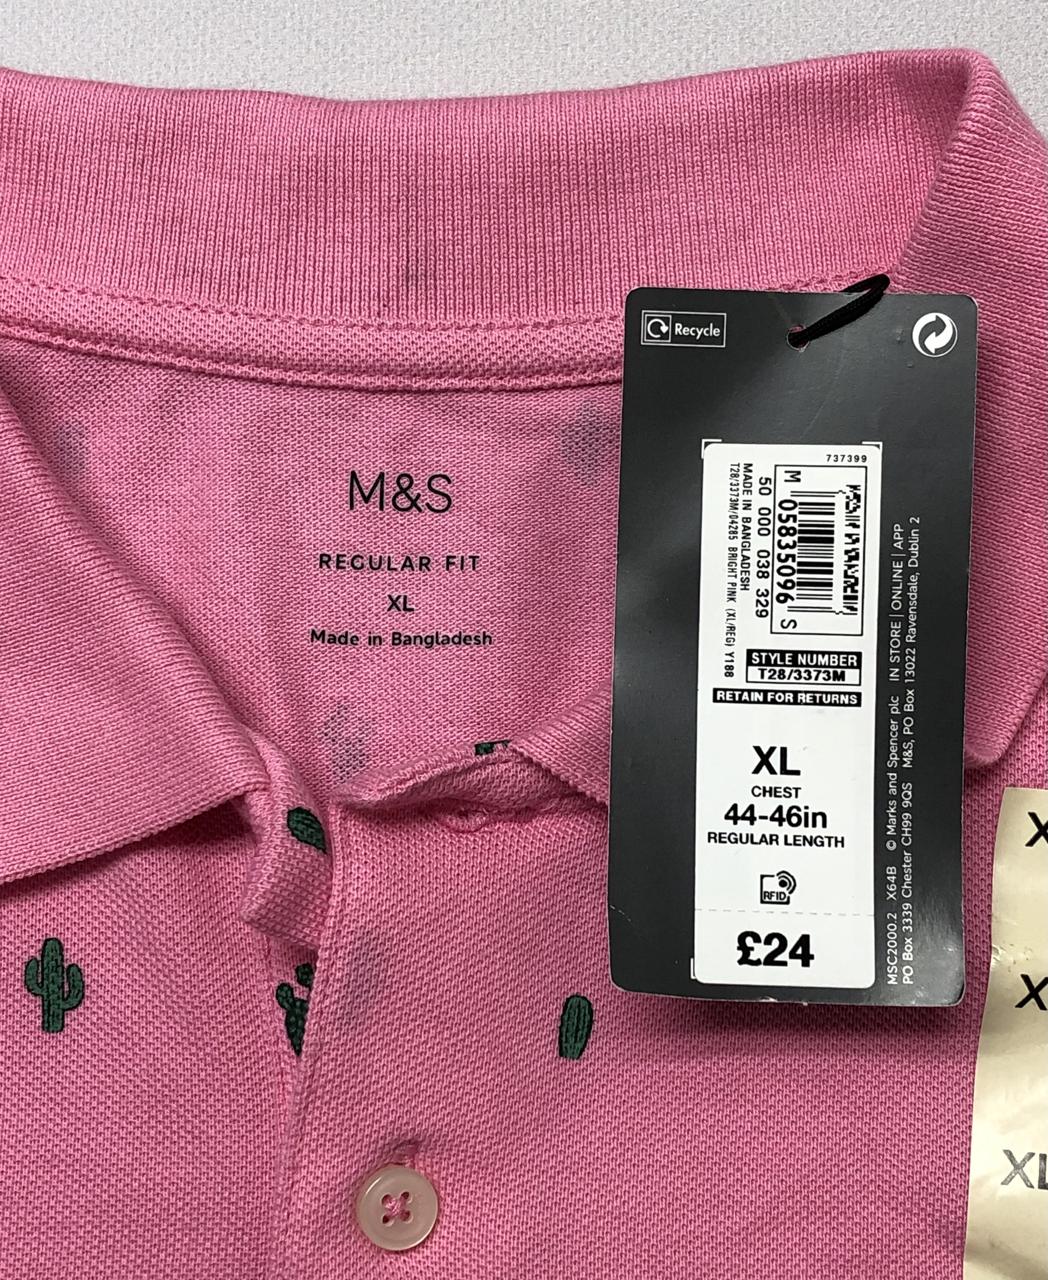 M&S
REGULAR FIT
XL
Made in Bangladesh
Recycle
737399
M 05835096 S
50 000 038 329
MADE IN BANGLADESH
T28/3373M/04285 BRIGHT PINK (XL/REG) Y188
STYLE NUMBER
T28/3373M
RETAIN FOR RETURNS
XL
CHEST
44-46in
REGULAR LENGTH
RFID
£24
MSC2000.2 X64B © Marks and Spencer plc IN STORE | ONLINE | APP
PO Box 3339 Chester CH99 9QS M&S, PO Box 13022 Ravensdale, Dublin 2
X
X
XL